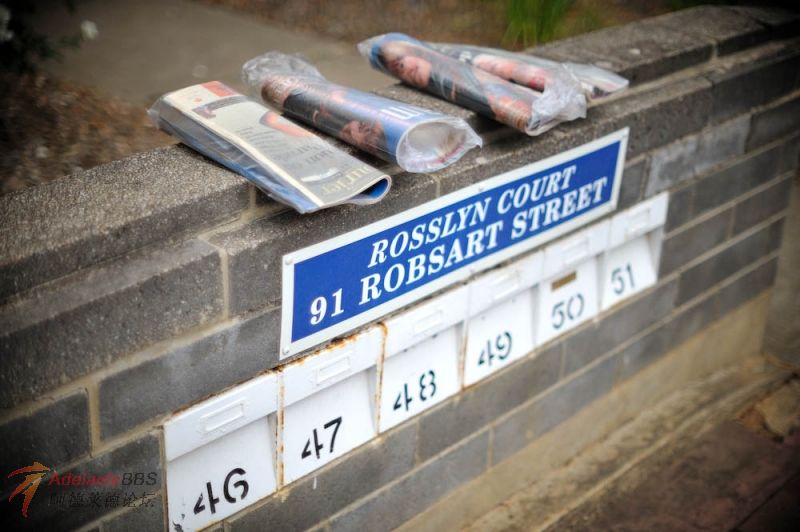 ROSSLYN COURT
91 ROBSART STREET
46
47
48
49
50
51
AdelaideBBS
阿德莱德论坛